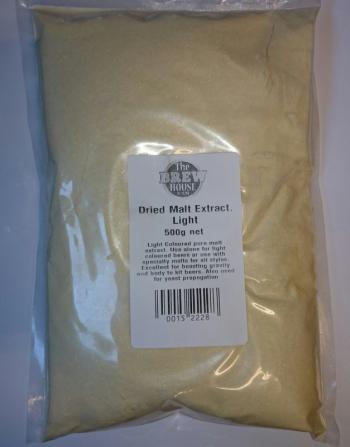 The
BREW
HOUSE
Dried Malt Extract.
Light
500g net
Light Coloured pure malt
extract. Use alone for light
coloured beers or use with
specialty malts for all styles.
Excellent for boosting gravity
and body to kit beers. Also used
for yeast propagation
0015 2228